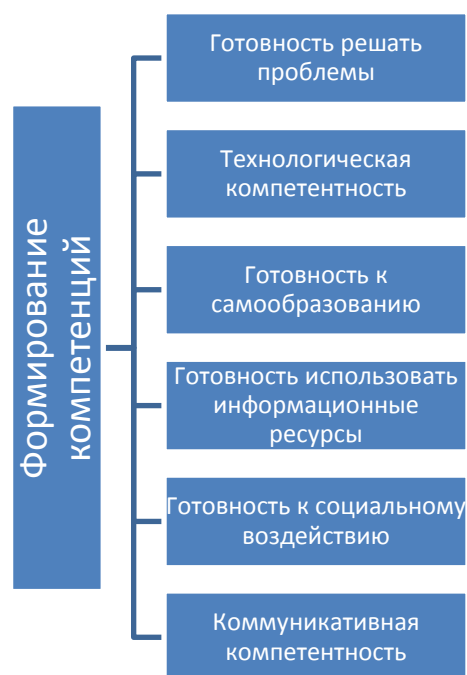 Формирование
компетенций
Готовность решать
проблемы
Технологическая
компетентность
Готовность к
самообразованию
Готовность использовать
информационные
ресурсы
Готовность к социальному
воздействию
Коммуникативная
компетентность